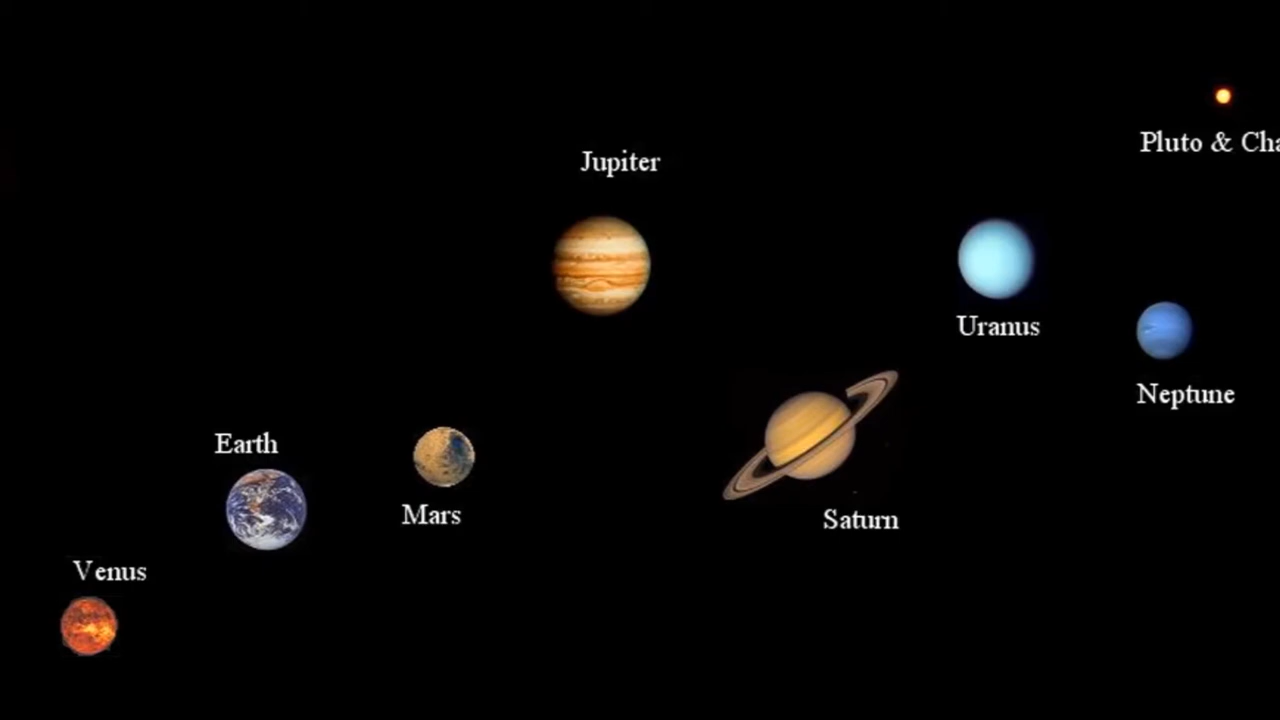 Pluto & Cha
Jupiter
Uranus
Neptune
Earth
Mars
Saturn
Venus